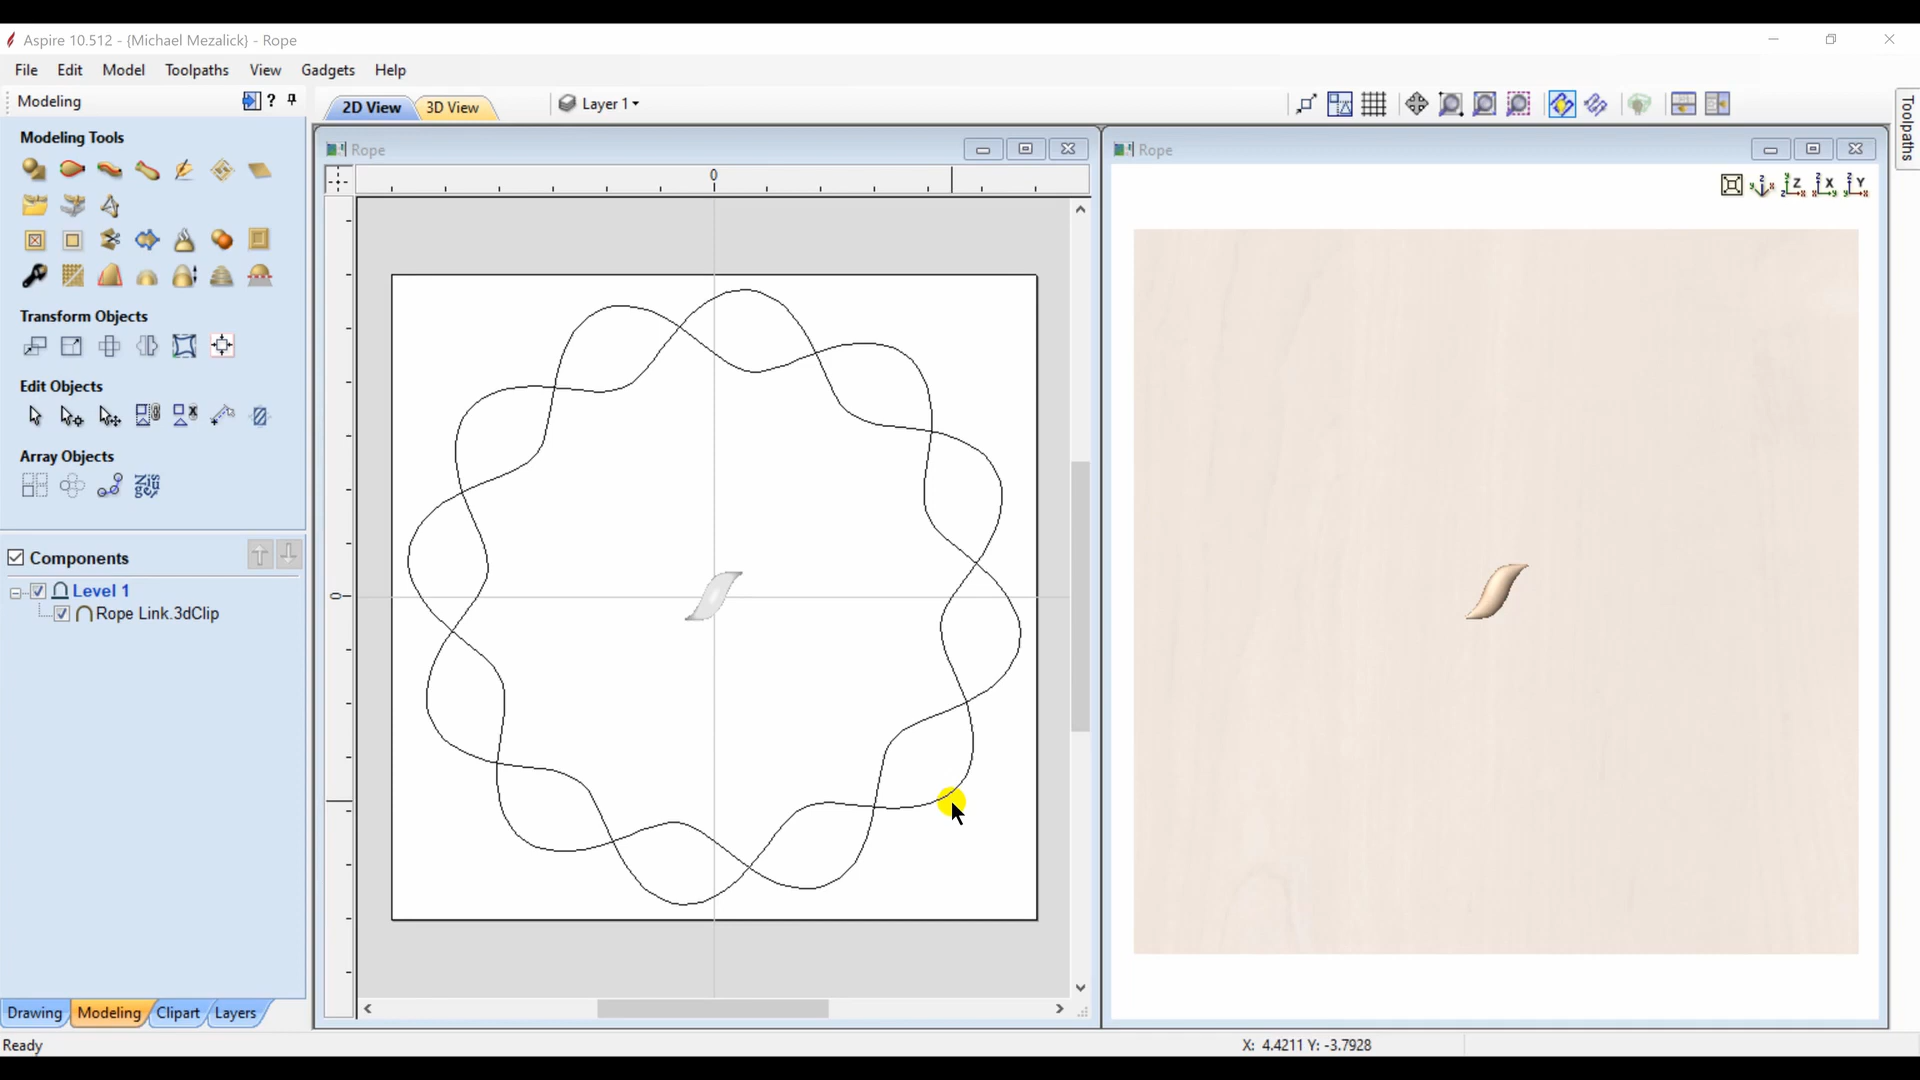 Aspire 10.512 - {Michael Mezalick} - Rope
File Edit Model Toolpaths View Gadgets Help
Modeling
?
2D View 3D View
Layer 1
Toolpaths
Modeling Tools
Rope
Rope
0
0
Z X Y
Transform Objects
Edit Objects
Array Objects
Components
Level 1
Rope Link.3dClip
Drawing Modeling Clipart Layers
Ready
X: 4.4211 Y: -3.7928